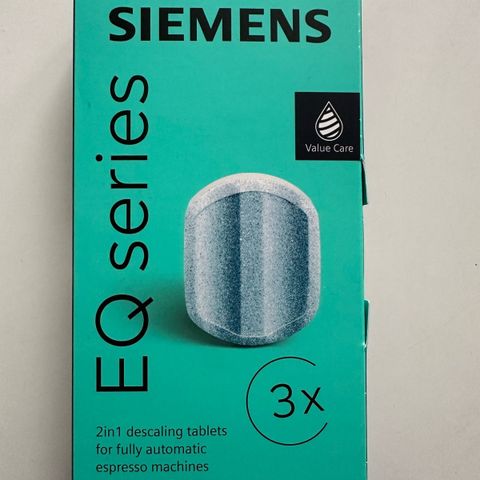 SIEMENS
EQ series
Value Care
3x
2in1 descaling tablets
for fully automatic
espresso machines